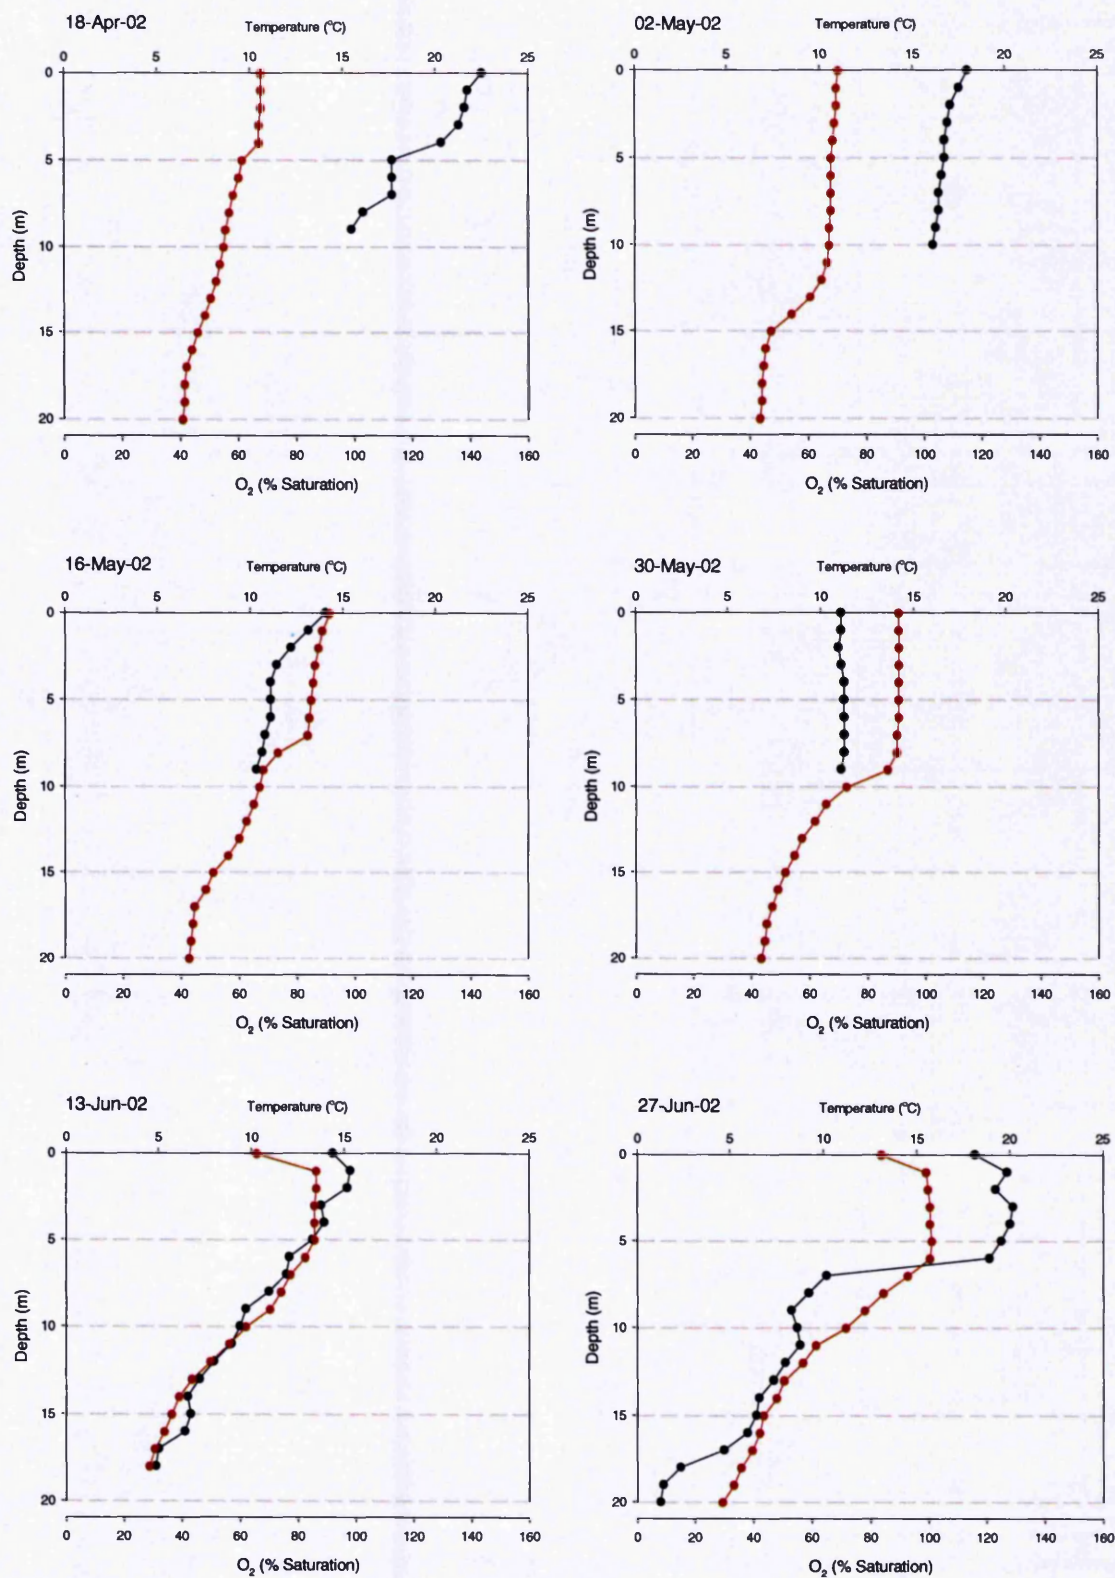 18-Apr-02
Temperature (°C)
0 5 10 15 20 25
0
5
10
15
20
Depth (m)
0 20 40 60 80 100 120 140 160
O₂ (% Saturation)
02-May-02
Temperature (°C)
0 5 10 15 20 25
0
5
10
15
20
Depth (m)
0 20 40 60 80 100 120 140 160
O₂ (% Saturation)
16-May-02
Temperature (°C)
0 5 10 15 20 25
0
5
10
15
20
Depth (m)
0 20 40 60 80 100 120 140 160
O₂ (% Saturation)
30-May-02
Temperature (°C)
0 5 10 15 20 25
0
5
10
15
20
Depth (m)
0 20 40 60 80 100 120 140 160
O₂ (% Saturation)
13-Jun-02
Temperature (°C)
0 5 10 15 20 25
0
5
10
15
20
Depth (m)
0 20 40 60 80 100 120 140 160
O₂ (% Saturation)
27-Jun-02
Temperature (°C)
0 5 10 15 20 25
0
5
10
15
20
Depth (m)
0 20 40 60 80 100 120 140 160
O₂ (% Saturation)